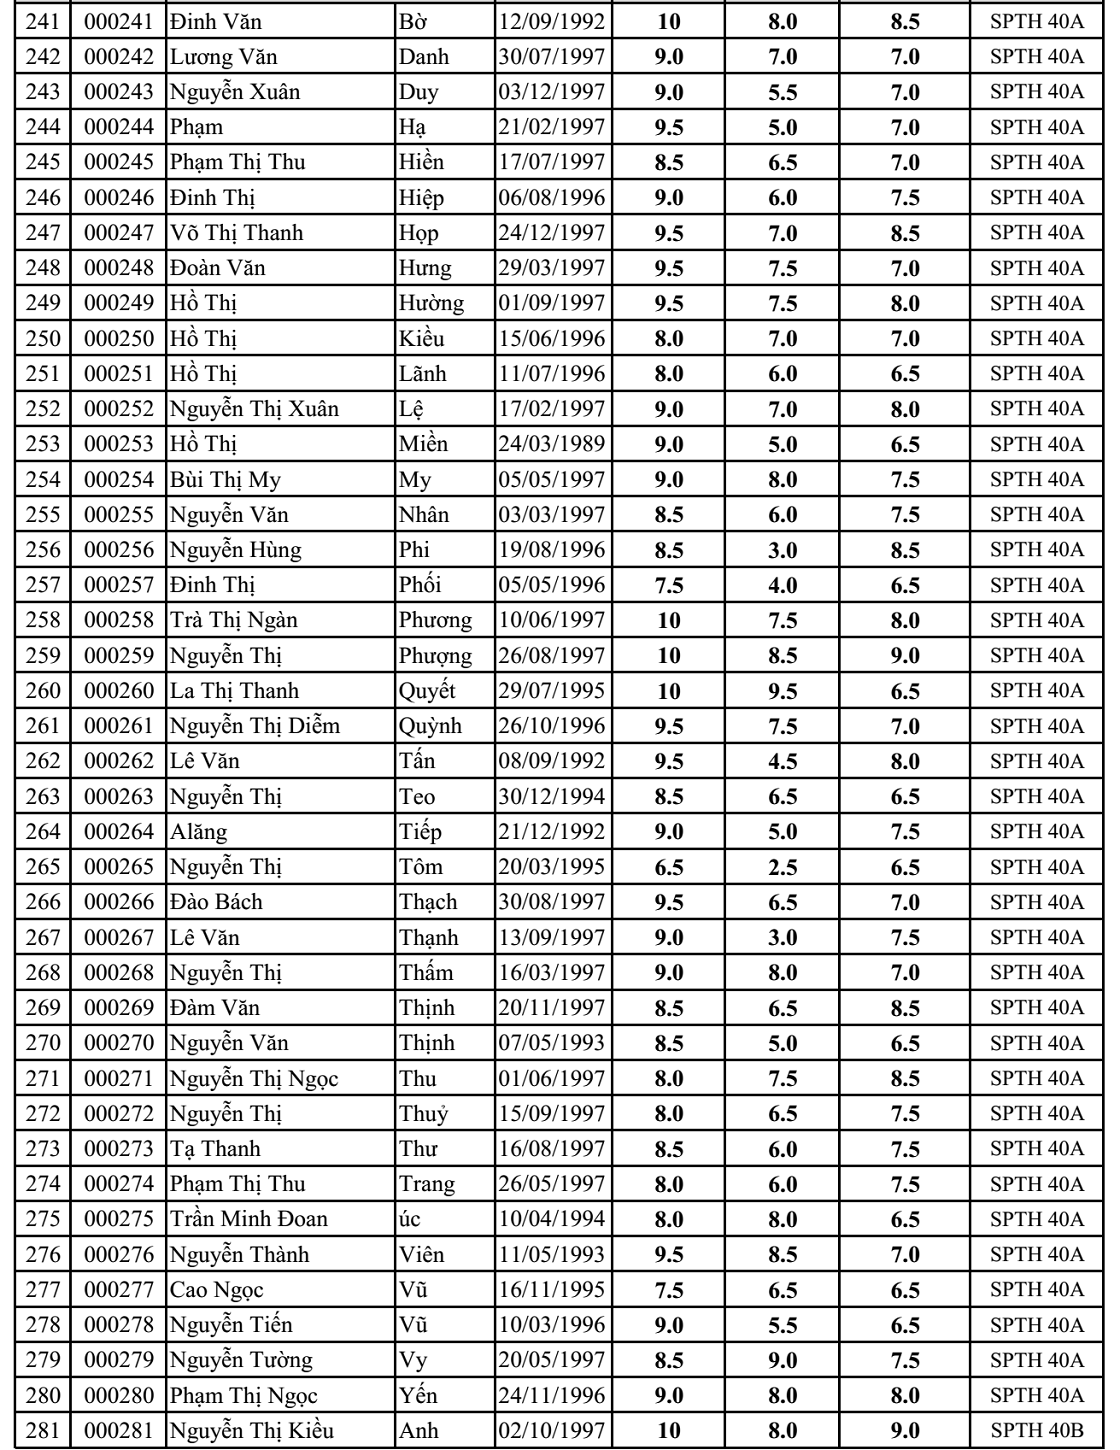 241 000241 Đinh Văn Bờ 12/09/1992 10 8.0 8.5 SPTH 40A
242 000242 Lương Văn Danh 30/07/1997 9.0 7.0 7.0 SPTH 40A
243 000243 Nguyễn Xuân Duy 03/12/1997 9.0 5.5 7.0 SPTH 40A
244 000244 Phạm Hạ 21/02/1997 9.5 5.0 7.0 SPTH 40A
245 000245 Phạm Thị Thu Hiền 17/07/1997 8.5 6.5 7.0 SPTH 40A
246 000246 Đinh Thị Hiệp 06/08/1996 9.0 6.0 7.5 SPTH 40A
247 000247 Võ Thị Thanh Họp 24/12/1997 9.5 7.0 8.5 SPTH 40A
248 000248 Đoàn Văn Hưng 29/03/1997 9.5 7.5 7.0 SPTH 40A
249 000249 Hồ Thị Hường 01/09/1997 9.5 7.5 8.0 SPTH 40A
250 000250 Hồ Thị Kiều 15/06/1996 8.0 7.0 7.0 SPTH 40A
251 000251 Hồ Thị Lãnh 11/07/1996 8.0 6.0 6.5 SPTH 40A
252 000252 Nguyễn Thị Xuân Lệ 17/02/1997 9.0 7.0 8.0 SPTH 40A
253 000253 Hồ Thị Miền 24/03/1989 9.0 5.0 6.5 SPTH 40A
254 000254 Bùi Thị My My 05/05/1997 9.0 8.0 7.5 SPTH 40A
255 000255 Nguyễn Văn Nhân 03/03/1997 8.5 6.0 7.5 SPTH 40A
256 000256 Nguyễn Hùng Phi 19/08/1996 8.5 3.0 8.5 SPTH 40A
257 000257 Đinh Thị Phối 05/05/1996 7.5 4.0 6.5 SPTH 40A
258 000258 Trà Thị Ngàn Phương 10/06/1997 10 7.5 8.0 SPTH 40A
259 000259 Nguyễn Thị Phượng 26/08/1997 10 8.5 9.0 SPTH 40A
260 000260 La Thị Thanh Quyết 29/07/1995 10 9.5 6.5 SPTH 40A
261 000261 Nguyễn Thị Diễm Quỳnh 26/10/1996 9.5 7.5 7.0 SPTH 40A
262 000262 Lê Văn Tấn 08/09/1992 9.5 4.5 8.0 SPTH 40A
263 000263 Nguyễn Thị Teo 30/12/1994 8.5 6.5 6.5 SPTH 40A
264 000264 Alăng Tiếp 21/12/1992 9.0 5.0 7.5 SPTH 40A
265 000265 Nguyễn Thị Tôm 20/03/1995 6.5 2.5 6.5 SPTH 40A
266 000266 Đào Bách Thạch 30/08/1997 9.5 6.5 7.0 SPTH 40A
267 000267 Lê Văn Thạnh 13/09/1997 9.0 3.0 7.5 SPTH 40A
268 000268 Nguyễn Thị Thấm 16/03/1997 9.0 8.0 7.0 SPTH 40A
269 000269 Đàm Văn Thịnh 20/11/1997 8.5 6.5 8.5 SPTH 40A
270 000270 Nguyễn Văn Thịnh 07/05/1993 8.5 5.0 6.5 SPTH 40A
271 000271 Nguyễn Thị Ngọc Thu 01/06/1997 8.0 7.5 8.5 SPTH 40A
272 000272 Nguyễn Thị Thuỷ 15/09/1997 8.0 6.5 7.5 SPTH 40A
273 000273 Tạ Thanh Thư 16/08/1997 8.5 6.0 7.5 SPTH 40A
274 000274 Phạm Thị Thu Trang 26/05/1997 8.0 6.0 7.5 SPTH 40A
275 000275 Trần Minh Đoan úc 10/04/1994 8.0 8.0 6.5 SPTH 40A
276 000276 Nguyễn Thành Viên 11/05/1993 9.5 8.5 7.0 SPTH 40A
277 000277 Cao Ngọc Vũ 16/11/1995 7.5 6.5 6.5 SPTH 40A
278 000278 Nguyễn Tiến Vũ 10/03/1996 9.0 5.5 6.5 SPTH 40A
279 000279 Nguyễn Tường Vy 20/05/1997 8.5 9.0 7.5 SPTH 40A
280 000280 Phạm Thị Ngọc Yến 24/11/1996 9.0 8.0 8.0 SPTH 40A
281 000281 Nguyễn Thị Kiều Anh 02/10/1997 10 8.0 9.0 SPTH 40B